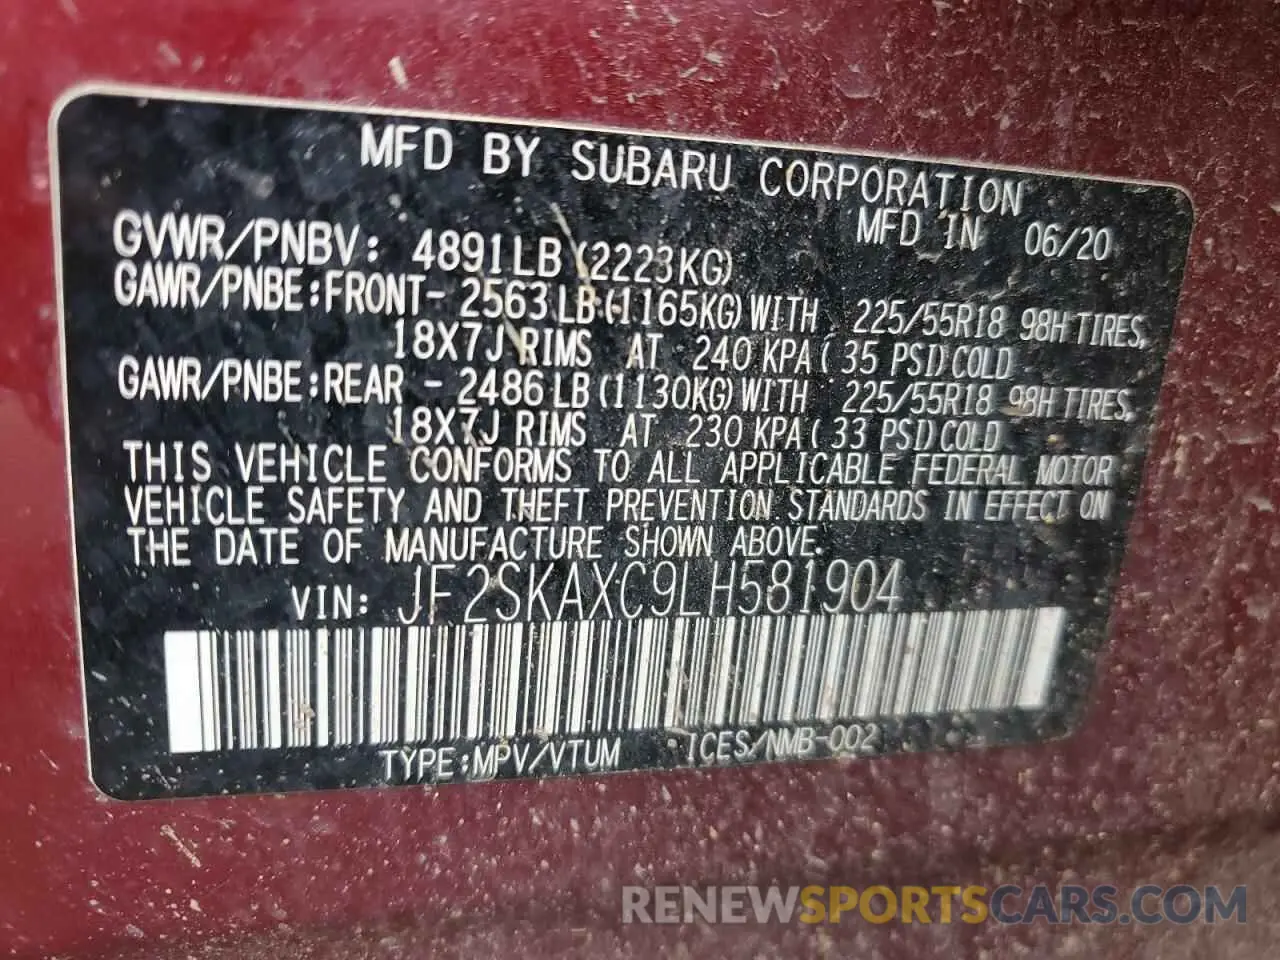 MFD BY SUBARU CORPORATION
MFD IN 06/20
GVWR/PNBV: 4891LB (2223KG)
GAWR/PNBE:FRONT- 2563LB(1165KG)WITH 225/55R18 98H TIRES,
18X7J RIMS AT 240 KPA( 35 PSI)COLD
GAWR/PNBE:REAR - 2486LB(1130KG)WITH 225/55R18 98H TIRES,
18X7J RIMS AT 230 KPA( 33 PSI)COLD
THIS VEHICLE CONFORMS TO ALL APPLICABLE FEDERAL MOTOR
VEHICLE SAFETY AND THEFT PREVENTION STANDARDS IN EFFECT ON
THE DATE OF MANUFACTURE SHOWN ABOVE.
VIN: JF2SKAXC9LH581904
TYPE:MPV/VTUM ICES/NMB-002
RENEWSPORTSCARS.COM